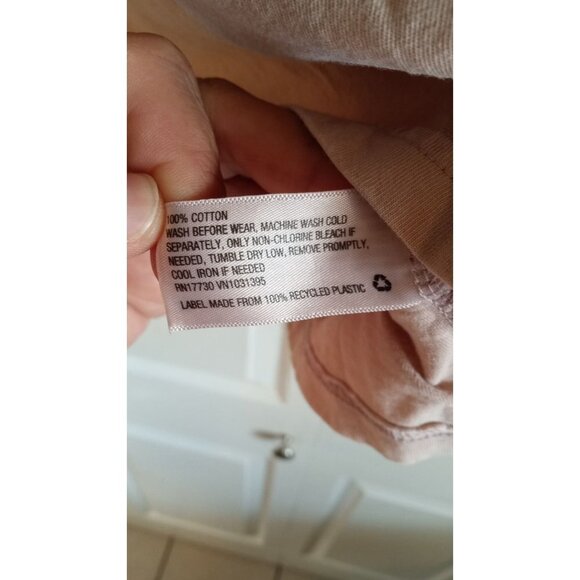 100% COTTON
WASH BEFORE WEAR, MACHINE WASH COLD
SEPARATELY, ONLY NON-CHLORINE BLEACH IF
NEEDED, TUMBLE DRY LOW, REMOVE PROMPTLY,
COOL IRON IF NEEDED
RN17730 VN1031395
LABEL MADE FROM 100% RECYCLED PLASTIC